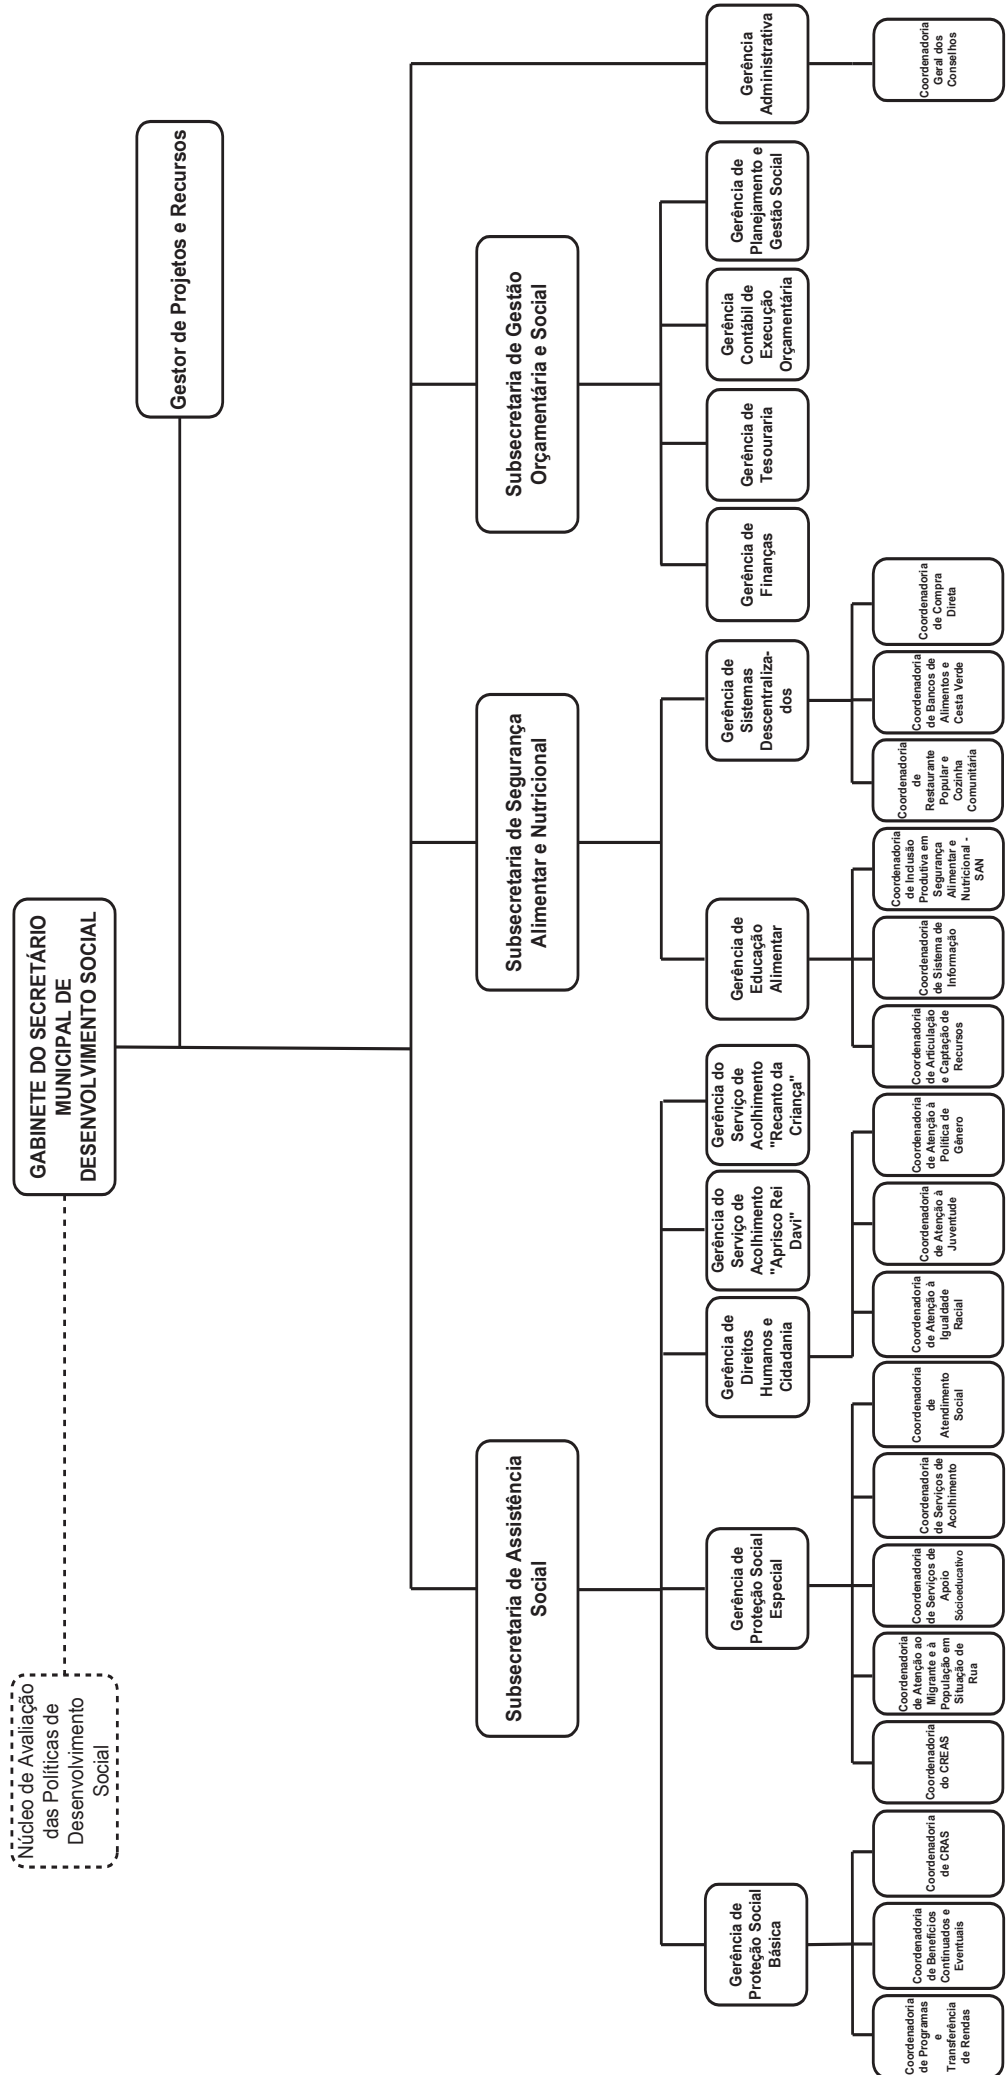 Núcleo de Avaliação
das Políticas de
Desenvolvimento
Social
GABINETE DO SECRETÁRIO
MUNICIPAL DE
DESENVOLVIMENTO SOCIAL
Gestor de Projetos e Recursos
Subsecretaria de Assistência
Social
Subsecretaria de Segurança
Alimentar e Nutricional
Subsecretaria de Gestão
Orçamentária e Social
Gerência de
Proteção Social
Básica
Gerência de
Proteção Social
Especial
Gerência de
Direitos
Humanos e
Cidadania
Gerência do
Serviço de
Acolhimento
"Aprisco Rei
Davi"
Gerência do
Serviço de
Acolhimento
"Recanto da
Criança"
Gerência de
Educação
Alimentar
Gerência de
Sistemas
Descentraliza-
dos
Gerência de
Finanças
Gerência de
Tesouraria
Gerência
Contábil de
Execução
Orçamentária
Gerência de
Planejamento e
Gestão Social
Gerência
Administrativa
Coordenadoria
de Programas
e
Transferência
de Rendas
Coordenadoria
de Benefícios
Continuados e
Eventuais
Coordenadoria
de CRAS
Coordenadoria
do CREAS
Coordenadoria
de Atenção ao
Migrante e à
População em
Situação de
Rua
Coordenadoria
de Serviços de
Apoio
Sócioeducativo
Coordenadoria
de Serviços de
Acolhimento
Coordenadoria
de
Atendimento
Social
Coordenadoria
de Atenção à
Igualdade
Racial
Coordenadoria
de Atenção à
Juventude
Coordenadoria
de Atenção à
Política de
Gênero
Coordenadoria
de Articulação
e Captação de
Recursos
Coordenadoria
de Sistema de
Informação
Coordenadoria
de Inclusão
Produtiva em
Segurança
Alimentar e
Nutricional -
SAN
Coordenadoria
de
Restaurante
Popular e
Cozinha
Comunitária
Coordenadoria
de Bancos de
Alimentos e
Cesta Verde
Coordenadoria
de Compra
Direta
Coordenadoria
Geral dos
Conselhos